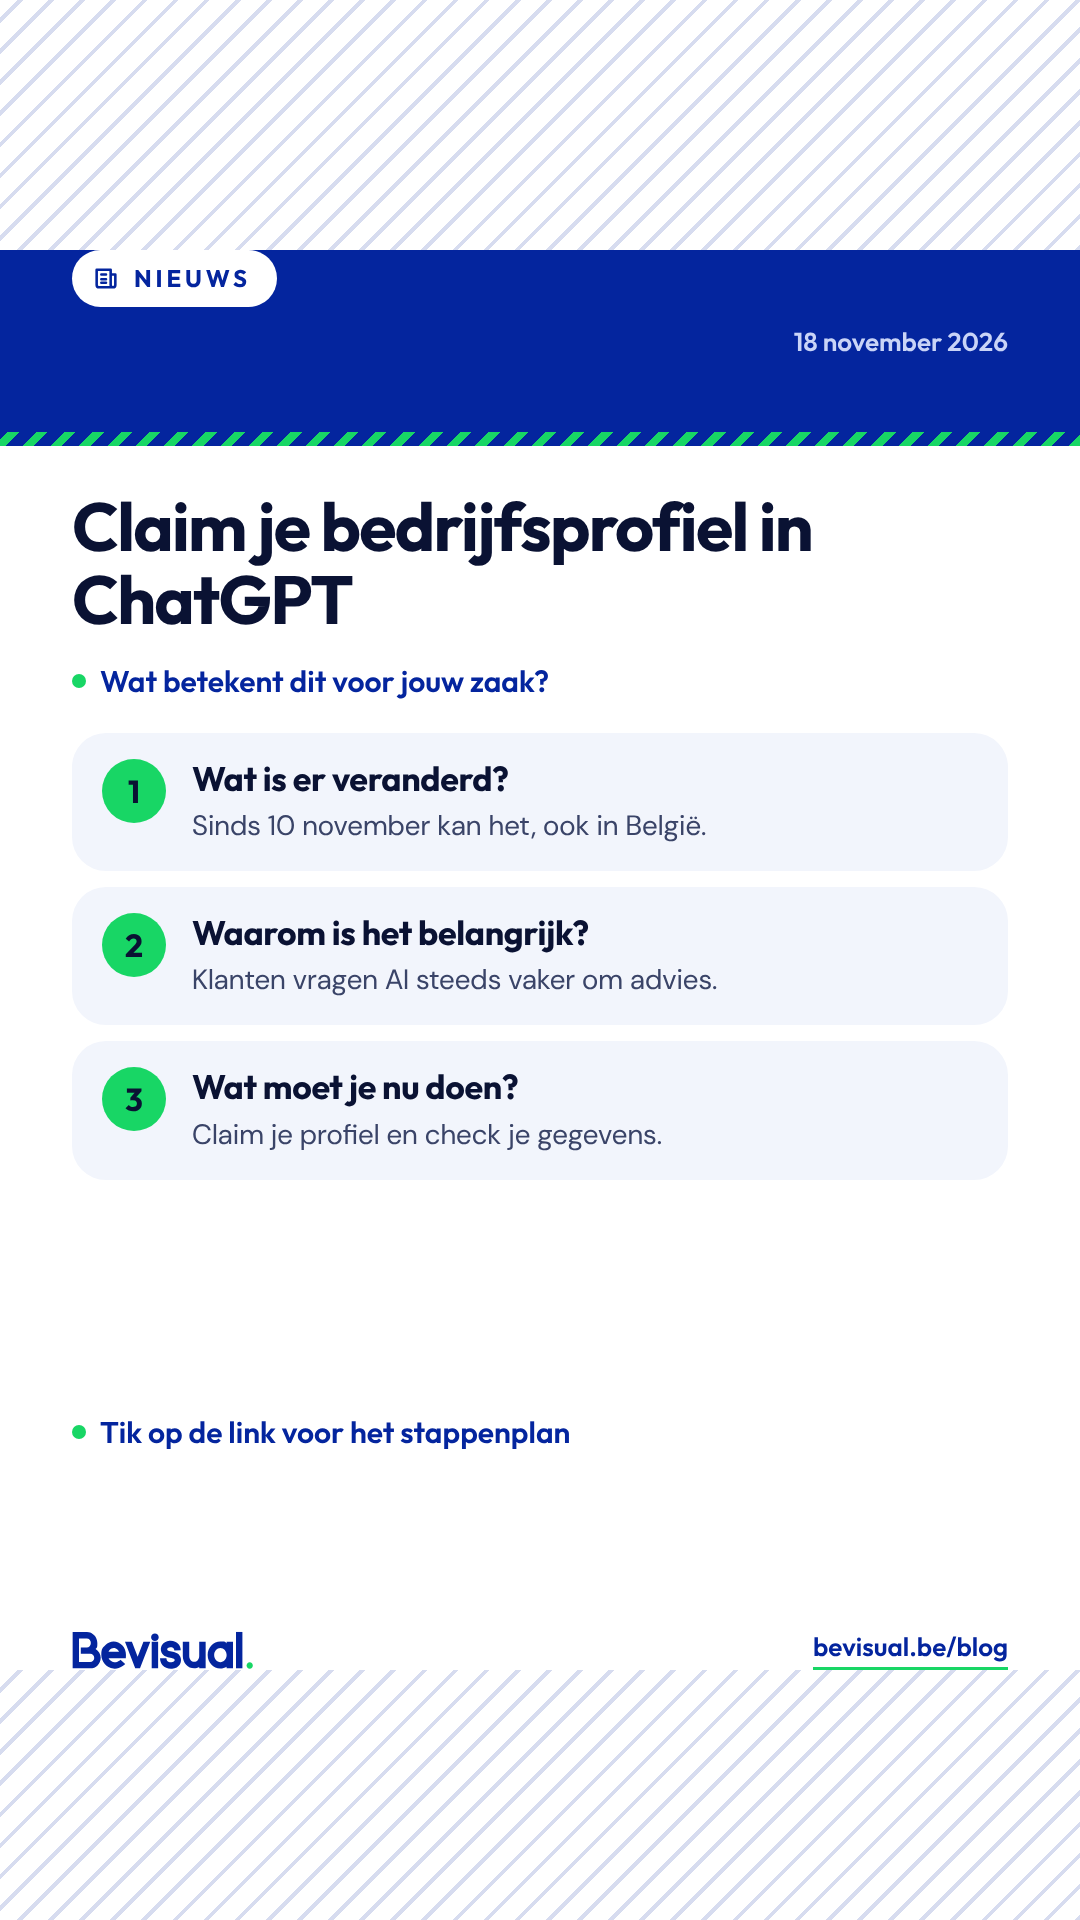 NIEUWS
18 november 2026
Claim je bedrijfsprofiel in
ChatGPT
Wat betekent dit voor jouw zaak?
1
Wat is er veranderd?
Sinds 10 november kan het, ook in België.
2
Waarom is het belangrijk?
Klanten vragen AI steeds vaker om advies.
3
Wat moet je nu doen?
Claim je profiel en check je gegevens.
Tik op de link voor het stappenplan
Bevisual.
bevisual.be/blog